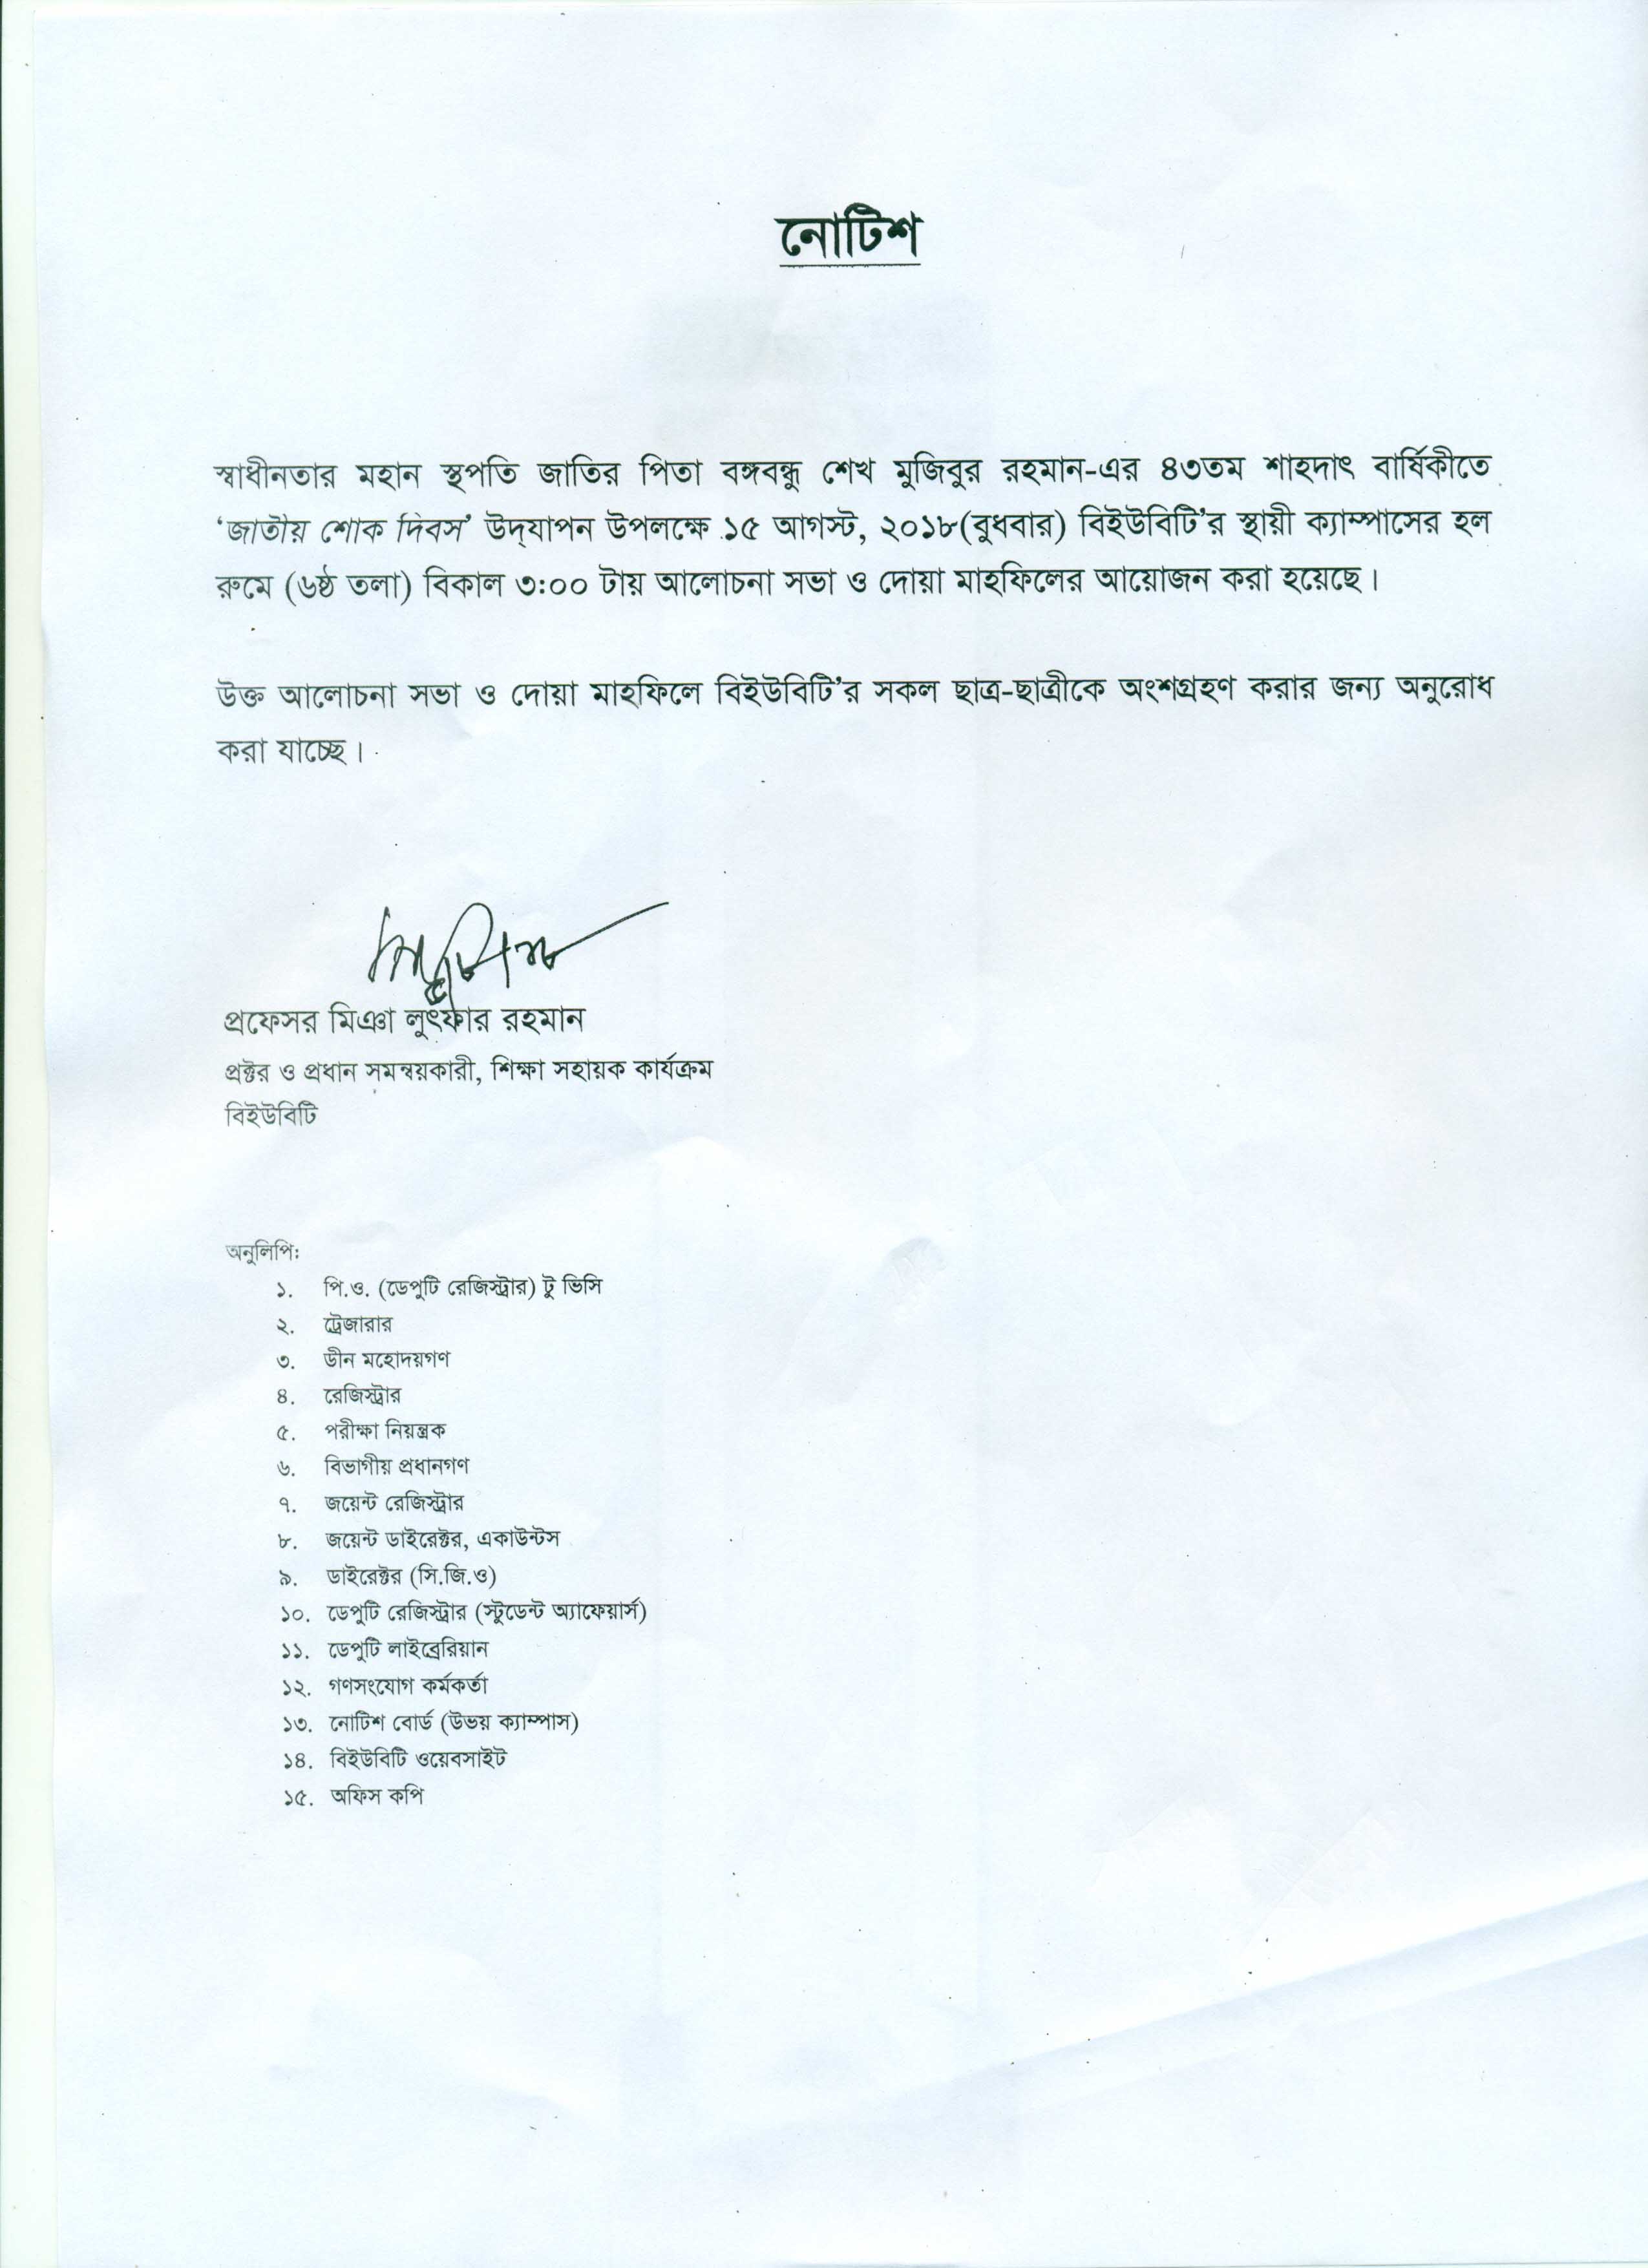 নোটিশ
স্বাধীনতার মহান স্থপতি জাতির পিতা বঙ্গবন্ধু শেখ মুজিবুর রহমান-এর ৪৩তম শাহদাৎ বার্ষিকীতে
‘জাতীয় শোক দিবস’ উদ্‌যাপন উপলক্ষে ১৫ আগস্ট, ২০১৮(বুধবার) বিইউবিটি’র স্থায়ী ক্যাম্পাসের হল
রুমে (৬ষ্ঠ তলা) বিকাল ৩:০০ টায় আলোচনা সভা ও দোয়া মাহফিলের আয়োজন করা হয়েছে।
উক্ত আলোচনা সভা ও দোয়া মাহফিলে বিইউবিটি’র সকল ছাত্র-ছাত্রীকে অংশগ্রহণ করার জন্য অনুরোধ
করা যাচ্ছে।
প্রফেসর মিঞা লুৎফার রহমান
প্রক্টর ও প্রধান সমন্বয়কারী, শিক্ষা সহায়ক কার্যক্রম
বিইউবিটি
অনুলিপি:
১. পি.ও. (ডেপুটি রেজিস্ট্রার) টু ভিসি
২. ট্রেজারার
৩. ডীন মহোদয়গণ
৪. রেজিস্ট্রার
৫. পরীক্ষা নিয়ন্ত্রক
৬. বিভাগীয় প্রধানগণ
৭. জয়েন্ট রেজিস্ট্রার
৮. জয়েন্ট ডাইরেক্টর, একাউন্টস
৯. ডাইরেক্টর (সি.জি.ও)
১০. ডেপুটি রেজিস্ট্রার (স্টুডেন্ট অ্যাফেয়ার্স)
১১. ডেপুটি লাইব্রেরিয়ান
১২. গণসংযোগ কর্মকর্তা
১৩. নোটিশ বোর্ড (উভয় ক্যাম্পাস)
১৪. বিইউবিটি ওয়েবসাইট
১৫. অফিস কপি